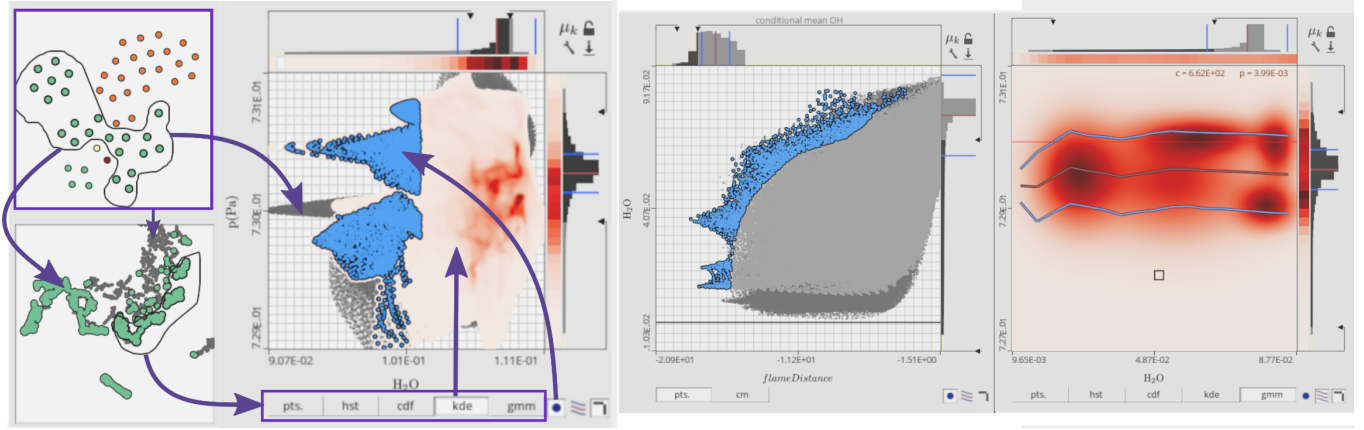 μk
7.31E-01
p(Pa)
7.30E-01
7.29E-01
9.07E-02
1.01E-01
1.11E-01
H₂O
pts.
hst
cdf
kde
gmm
conditional mean OH
μk
9.17E-02
H₂O
4.07E-02
1.03E-02
-2.09E+01
-1.12E+01
-1.51E+00
flameDistance
pts.
cm
μk
c = 6.62E+02 p = 3.99E-03
7.31E-01
7.29E-01
7.27E-01
9.65E-03
4.87E-02
8.77E-02
H₂O
pts.
hst
cdf
kde
gmm